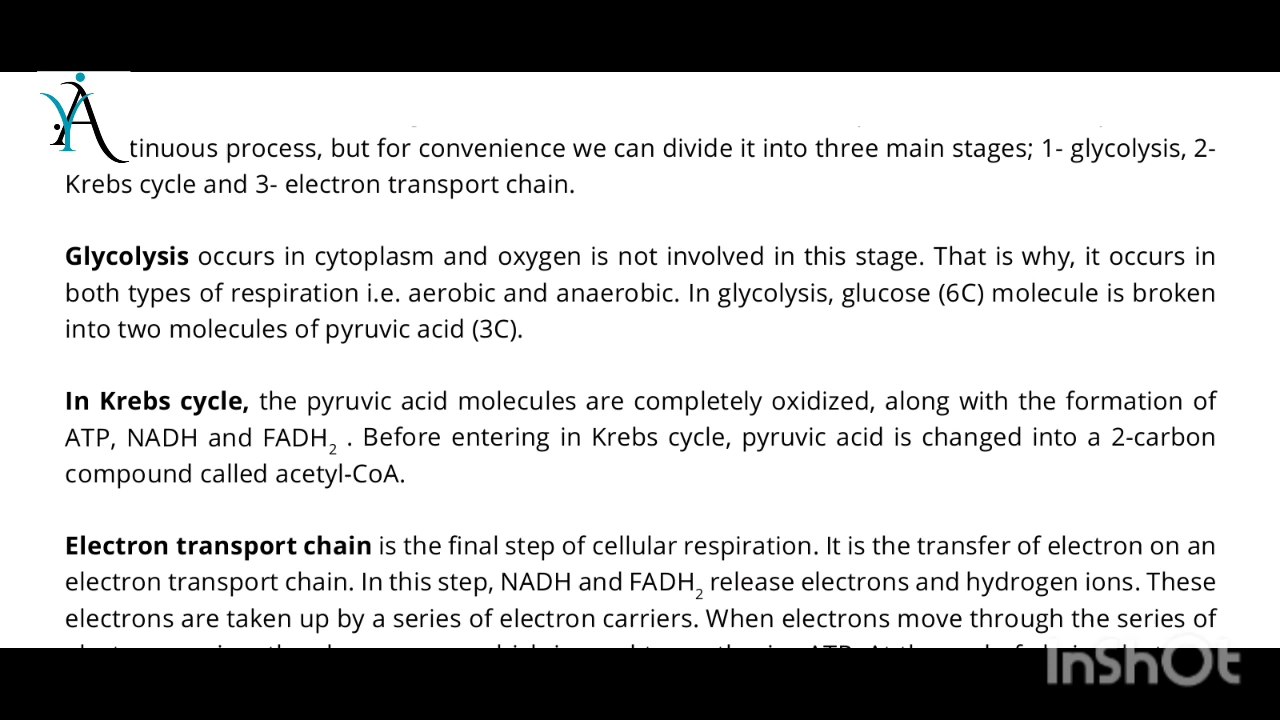 tinuous process, but for convenience we can divide it into three main stages; 1- glycolysis, 2-
Krebs cycle and 3- electron transport chain.
Glycolysis occurs in cytoplasm and oxygen is not involved in this stage. That is why, it occurs in
both types of respiration i.e. aerobic and anaerobic. In glycolysis, glucose (6C) molecule is broken
into two molecules of pyruvic acid (3C).
In Krebs cycle, the pyruvic acid molecules are completely oxidized, along with the formation of
ATP, NADH and FADH₂ . Before entering in Krebs cycle, pyruvic acid is changed into a 2-carbon
compound called acetyl-CoA.
Electron transport chain is the final step of cellular respiration. It is the transfer of electron on an
electron transport chain. In this step, NADH and FADH₂ release electrons and hydrogen ions. These
electrons are taken up by a series of electron carriers. When electrons move through the series of
InShOt